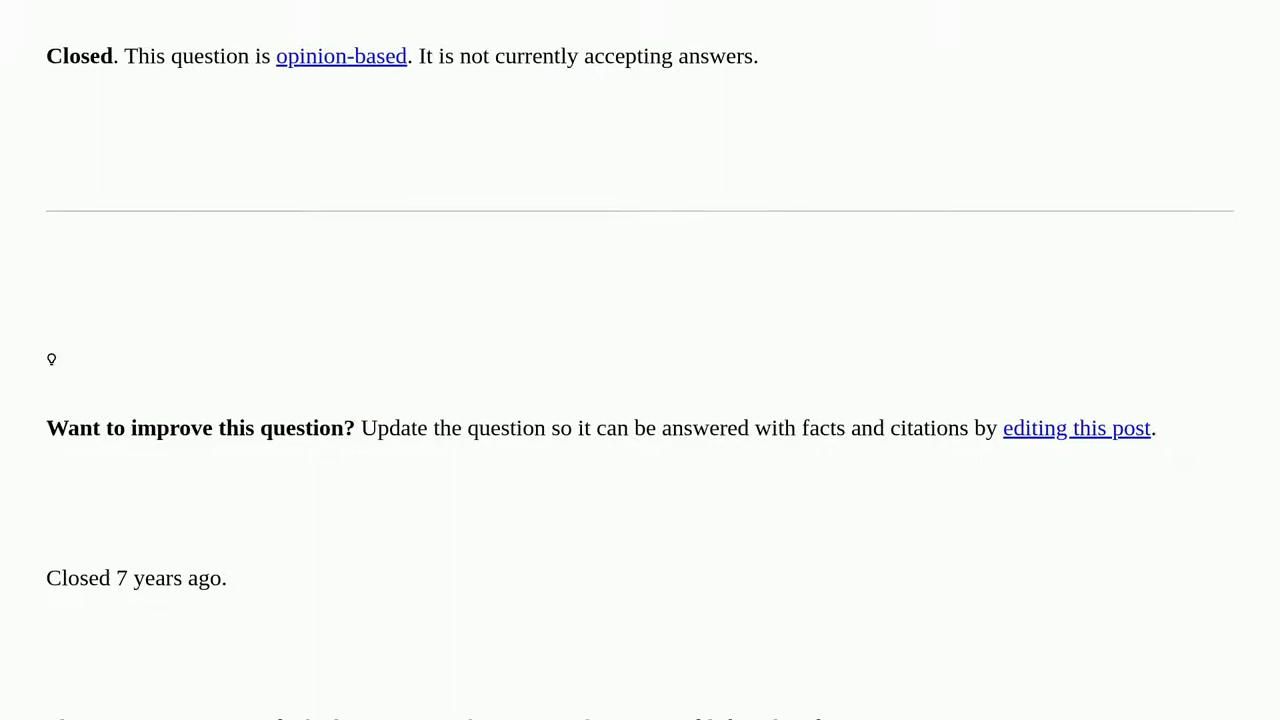 Closed. This question is opinion-based. It is not currently accepting answers.
Want to improve this question? Update the question so it can be answered with facts and citations by editing this post.
Closed 7 years ago.